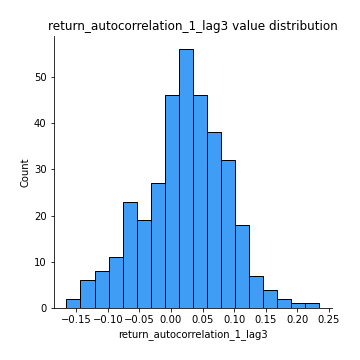 return_autocorrelation_1_lag3 value distribution
50
40
30
20
10
0
Count
−0.15 −0.10 −0.05 0.00 0.05 0.10 0.15 0.20 0.25
return_autocorrelation_1_lag3